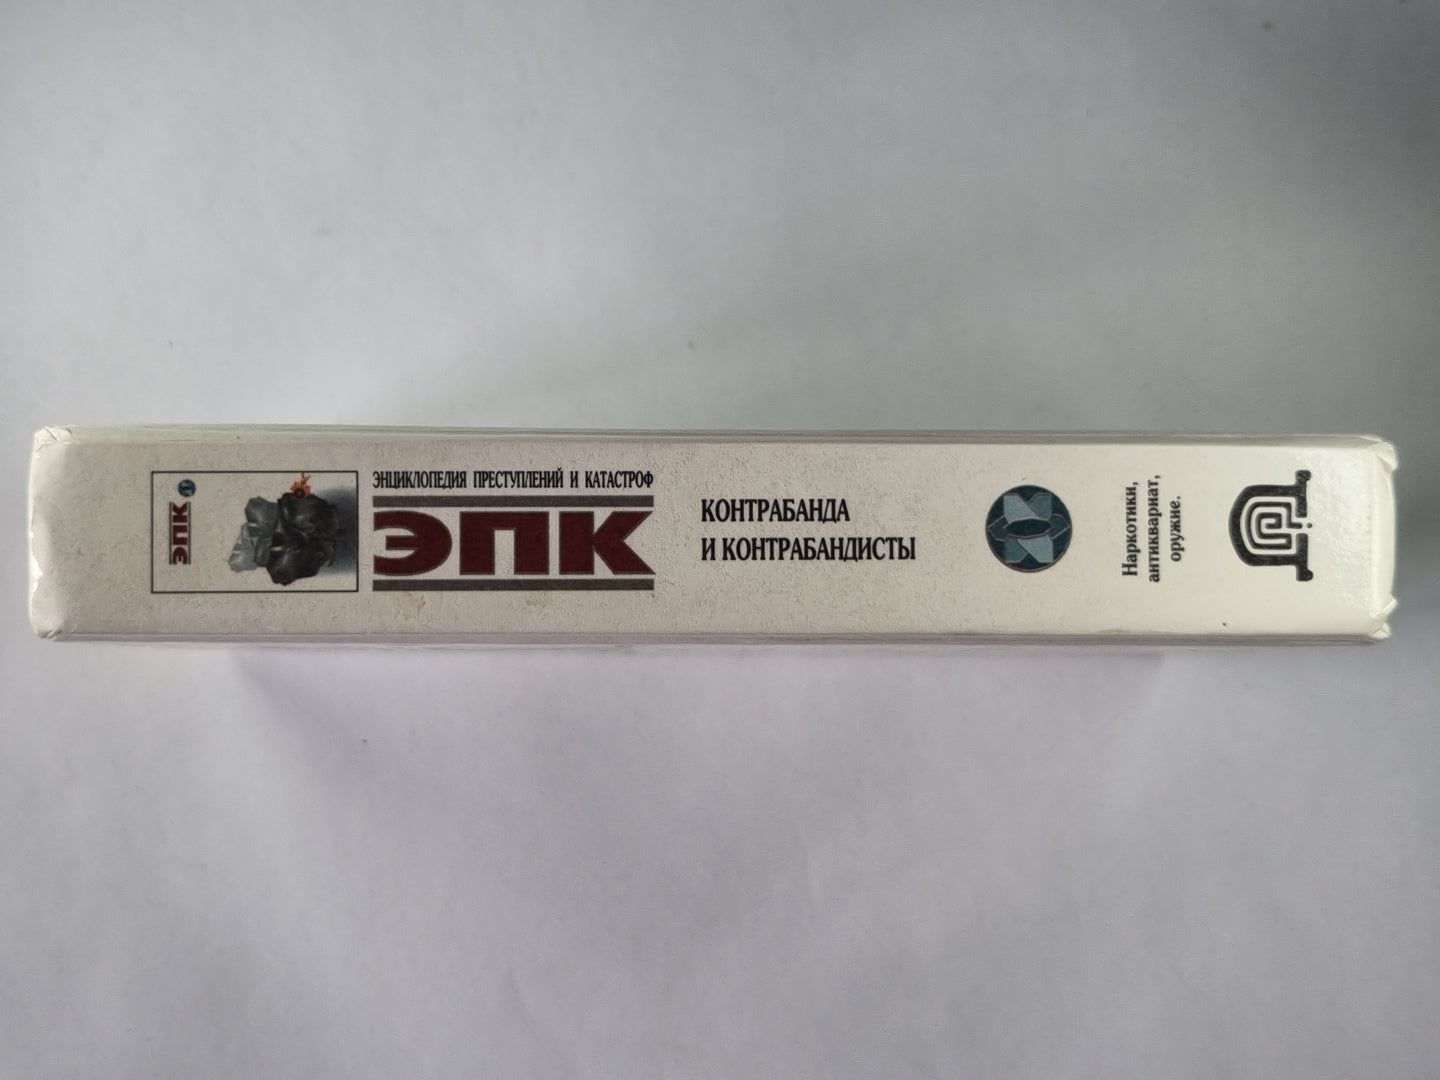 ЭПК
ЭНЦИКЛОПЕДИЯ ПРЕСТУПЛЕНИЙ И КАТАСТРОФ
ЭПК
КОНТРАБАНДА
И КОНТРАБАНДИСТЫ
Наркотики,
антиквариат,
оружие.